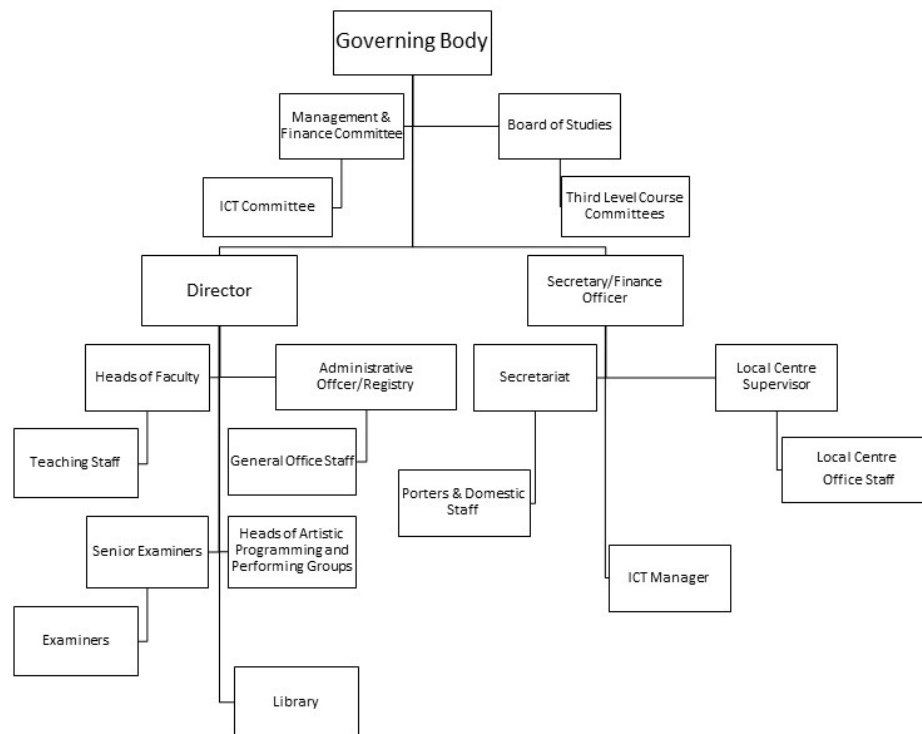 Governing Body
Management &
Finance Committee
Board of Studies
ICT Committee
Third Level Course
Committees
Director
Secretary/Finance
Officer
Heads of Faculty
Administrative
Offcer/Registry
Secretariat
Local Centre
Supervisor
Teaching Staff
General Office Staff
Porters & Domestic
Staff
Local Centre
Office Staff
Senior Examiners
Heads of Artistic
Programming and
Performing Groups
ICT Manager
Examiners
Library